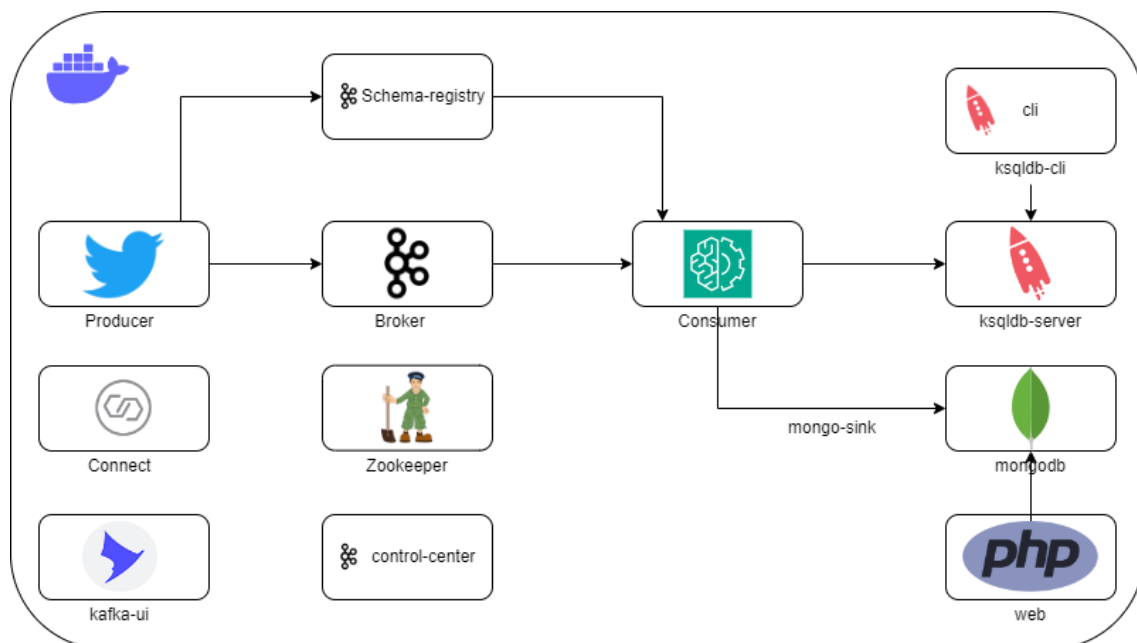 Schema-registry
cli
ksqldb-cli
Producer
Broker
Consumer
ksqldb-server
Connect
Zookeeper
mongo-sink
mongodb
control-center
php
kafka-ui
web